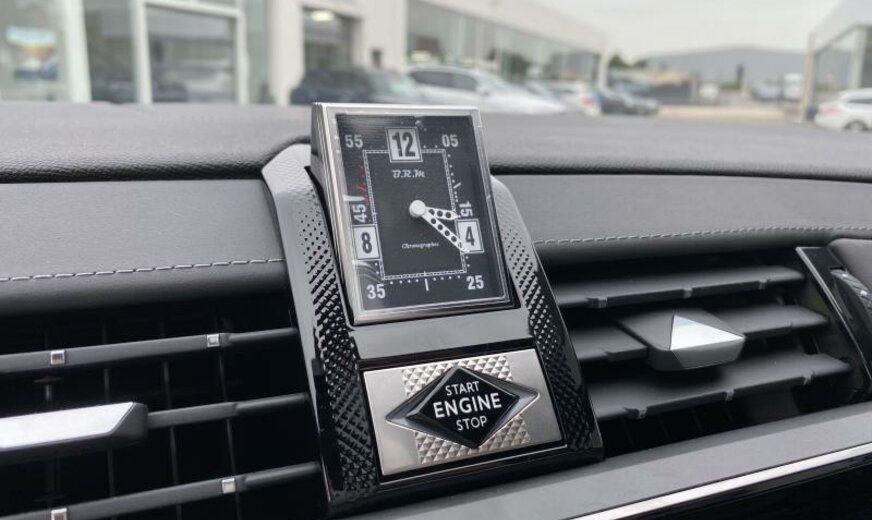 55
12
05
B.R.M
45
15
8
4
Chronographes
35
25
START
ENGINE
STOP